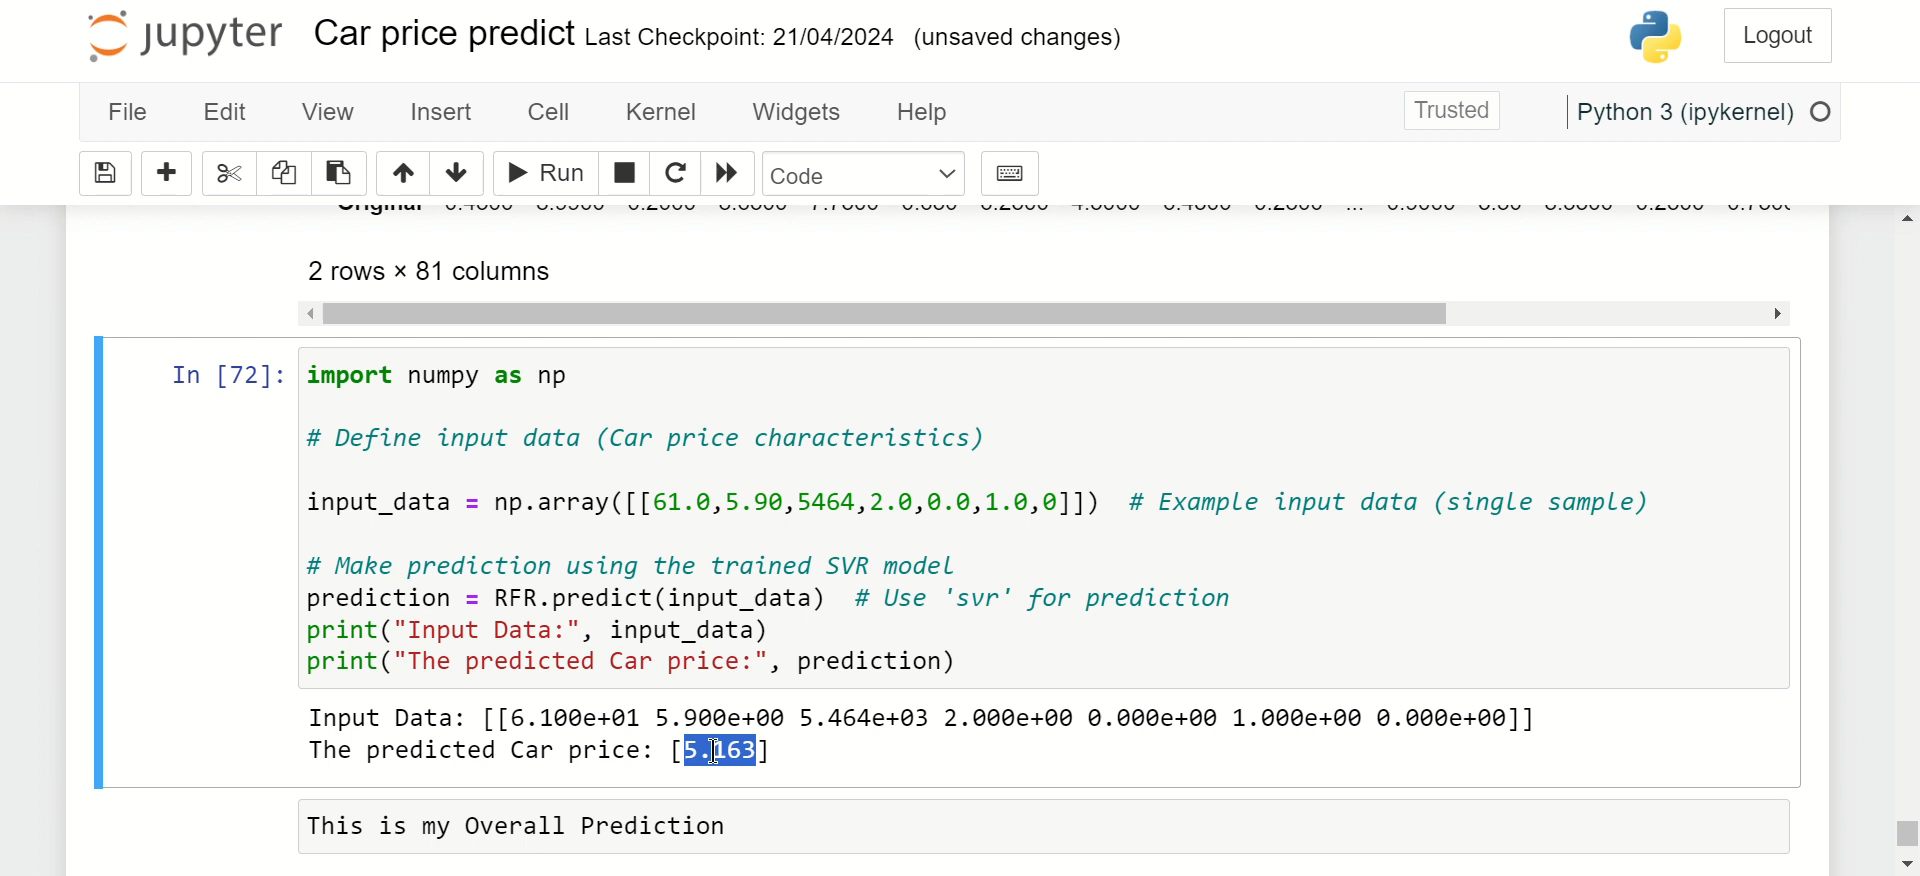 jupyter Car price predict Last Checkpoint: 21/04/2024 (unsaved changes) Logout
File Edit View Insert Cell Kernel Widgets Help Trusted Python 3 (ipykernel)
Run Code
2 rows × 81 columns
In [72]: import numpy as np
# Define input data (Car price characteristics)
input_data = np.array([[61.0,5.90,5464,2.0,0.0,1.0,0]]) # Example input data (single sample)
# Make prediction using the trained SVR model
prediction = RFR.predict(input_data) # Use 'svr' for prediction
print("Input Data:", input_data)
print("The predicted Car price:", prediction)
Input Data: [[6.100e+01 5.900e+00 5.464e+03 2.000e+00 0.000e+00 1.000e+00 0.000e+00]]
The predicted Car price: [5.163]
This is my Overall Prediction